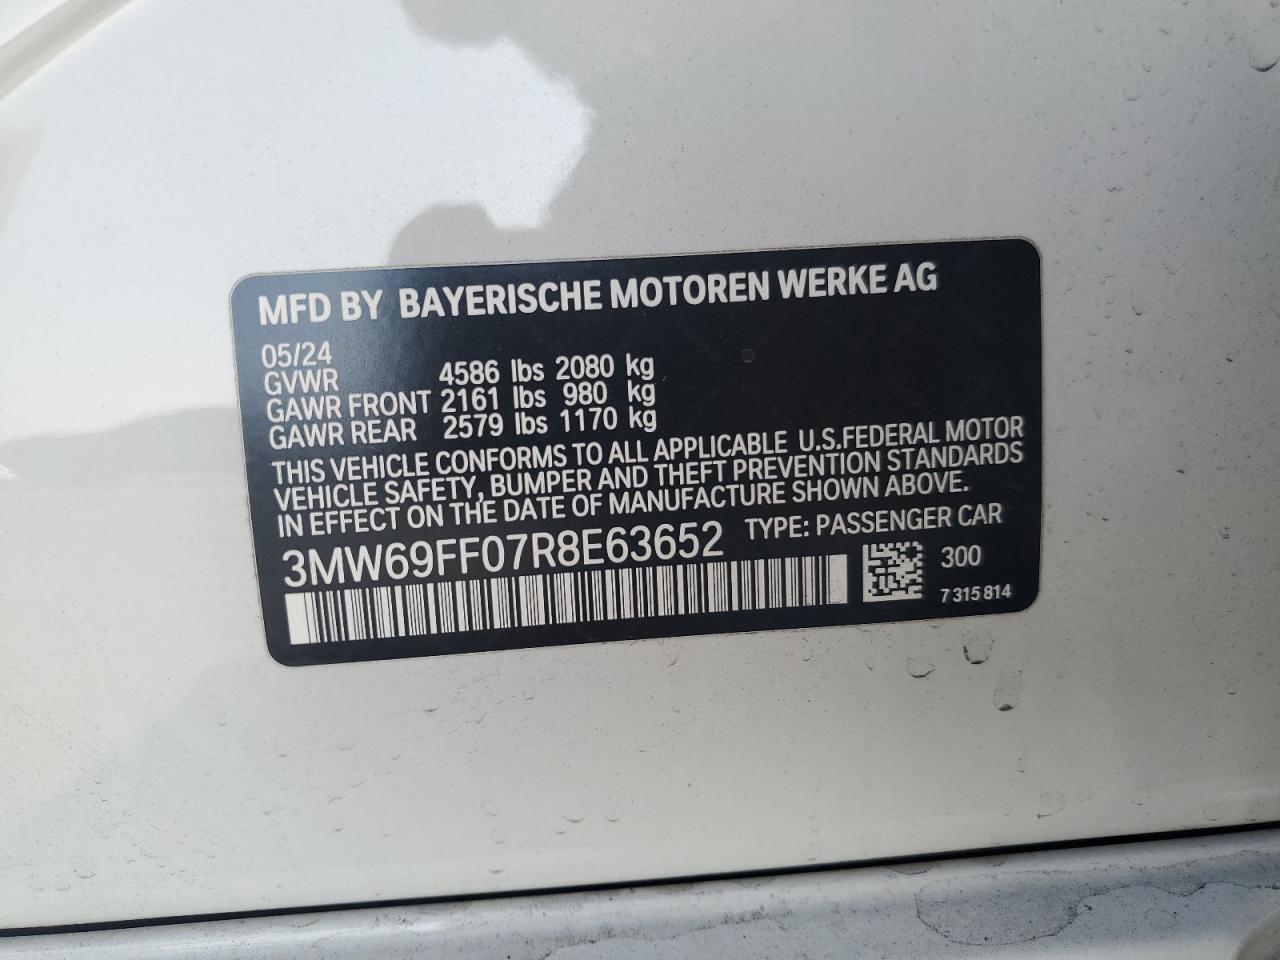 MFD BY BAYERISCHE MOTOREN WERKE AG
05/24
GVWR 4586 lbs 2080 kg
GAWR FRONT 2161 lbs 980 kg
GAWR REAR 2579 lbs 1170 kg
THIS VEHICLE CONFORMS TO ALL APPLICABLE U.S.FEDERAL MOTOR
VEHICLE SAFETY, BUMPER AND THEFT PREVENTION STANDARDS
IN EFFECT ON THE DATE OF MANUFACTURE SHOWN ABOVE.
3MW69FF07R8E63652 TYPE: PASSENGER CAR
300
7 315 814